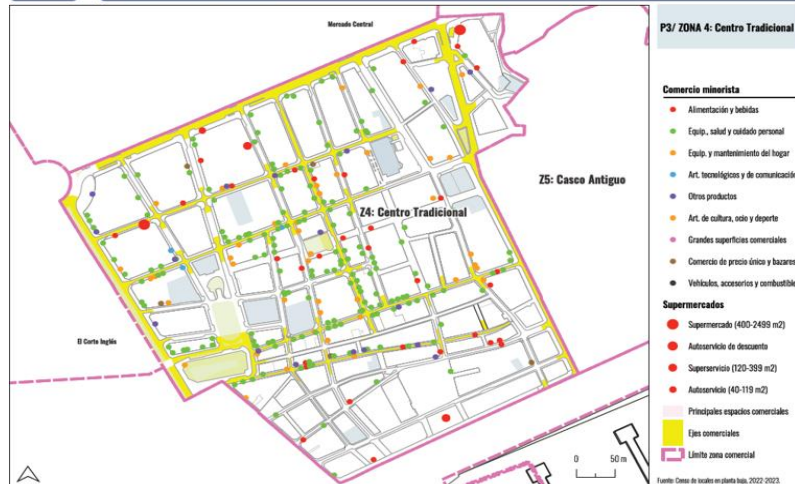 Mercado Central
P3/ ZONA 4: Centro Tradicional
Comercio minorista
Alimentación y bebidas
Equip., salud y cuidado personal
Equip. y mantenimiento del hogar
Art. tecnológicos y de comunicación
Otros productos
Art. de cultura, ocio y deporte
Grandes superficies comerciales
Comercio de precio único y bazares
Vehículos, accesorios y combustible
Supermercados
Supermercado (400-2499 m2)
Autoservicio de descuento
Superservicio (120-399 m2)
Autoservicio (40-119 m2)
Principales espacios comerciales
Ejes comerciales
Límite zona comercial
Fuente: Censo de locales en planta baja, 2022-2023.
Z5: Casco Antiguo
Z4: Centro Tradicional
El Corte Inglés
0 50 m